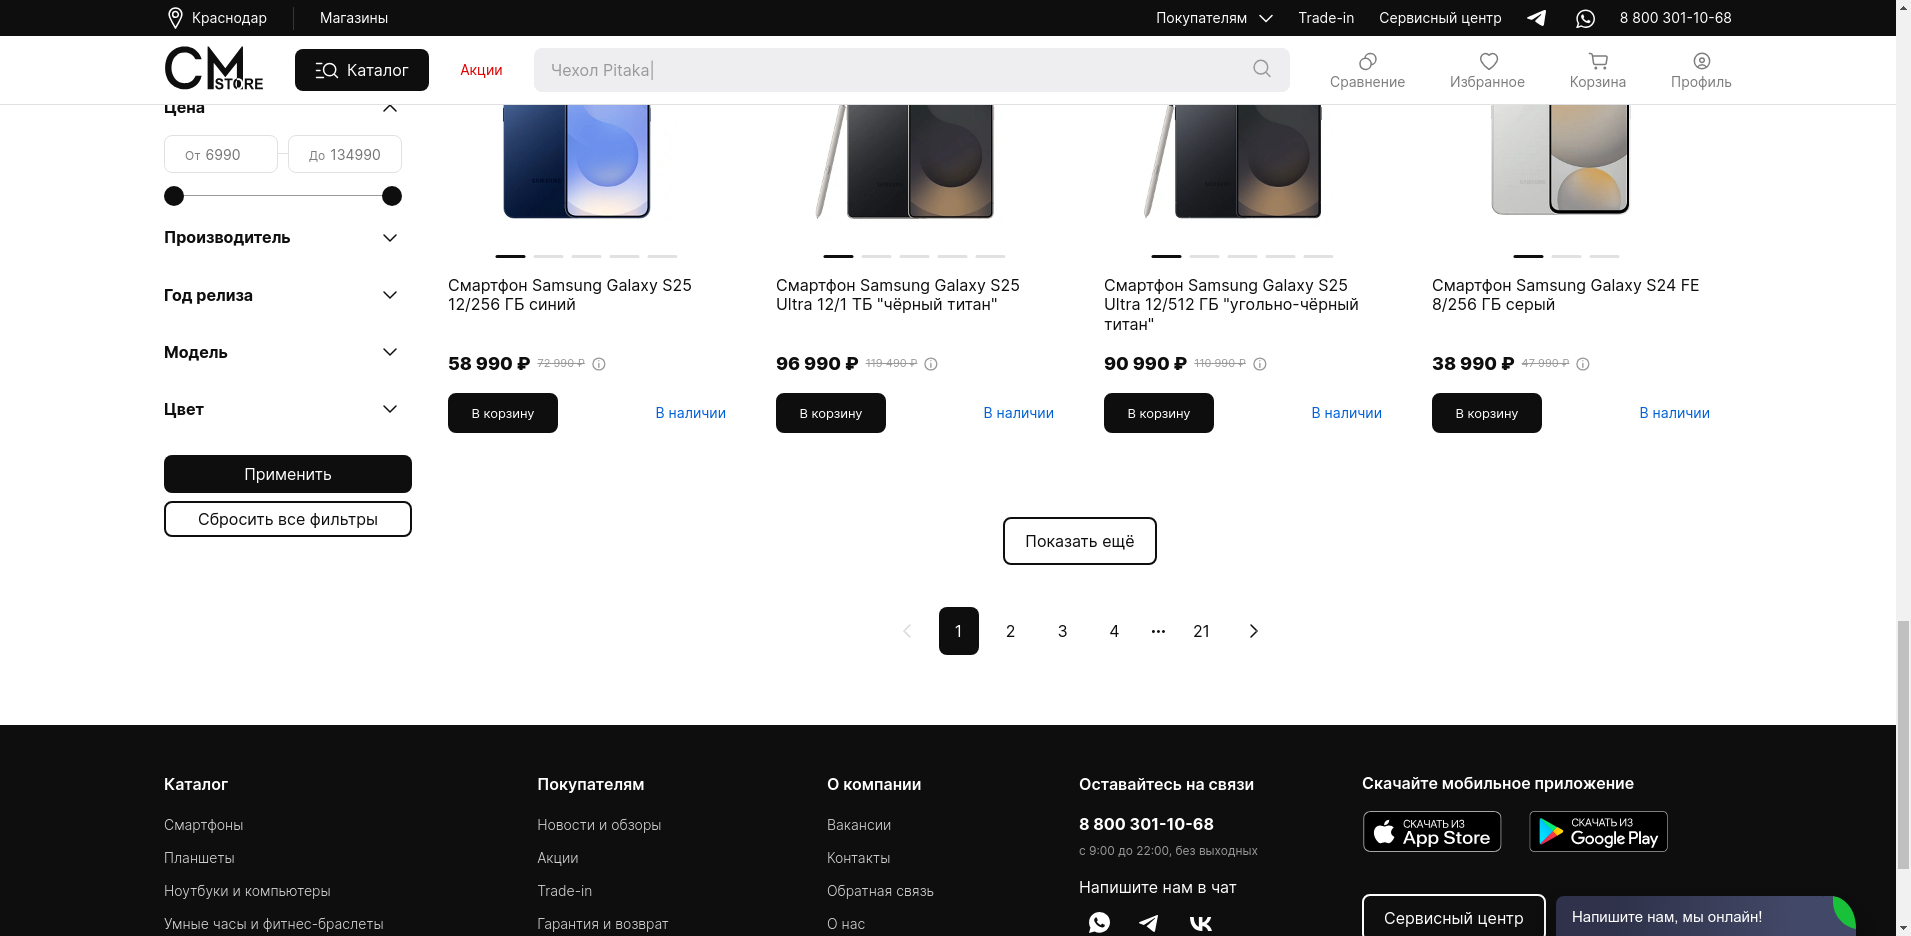 Краснодар
Магазины
Покупателям
Trade-in
Сервисный центр
8 800 301-10-68
CM STORE
Каталог
Акции
Чехол Pitaka|
Сравнение
Избранное
Корзина
Профиль
Цена
От 6990
До 134990
Производитель
Год релиза
Модель
Цвет
Применить
Сбросить все фильтры
Смартфон Samsung Galaxy S25
12/256 ГБ синий
58 990 ₽ 72 990 ₽
В корзину
В наличии
Смартфон Samsung Galaxy S25
Ultra 12/1 ТБ "чёрный титан"
96 990 ₽ 119 490 ₽
В корзину
В наличии
Смартфон Samsung Galaxy S25
Ultra 12/512 ГБ "угольно-чёрный
титан"
90 990 ₽ 110 990 ₽
В корзину
В наличии
Смартфон Samsung Galaxy S24 FE
8/256 ГБ серый
38 990 ₽ 47 990 ₽
В корзину
В наличии
Показать ещё
1 2 3 4 ... 21
Каталог
Смартфоны
Планшеты
Ноутбуки и компьютеры
Умные часы и фитнес-браслеты
Покупателям
Новости и обзоры
Акции
Trade-in
Гарантия и возврат
О компании
Вакансии
Контакты
Обратная связь
О нас
Оставайтесь на связи
8 800 301-10-68
с 9:00 до 22:00, без выходных
Напишите нам в чат
Скачайте мобильное приложение
СКАЧАТЬ ИЗ
App Store
СКАЧАТЬ ИЗ
Google Play
Сервисный центр
Напишите нам, мы онлайн!